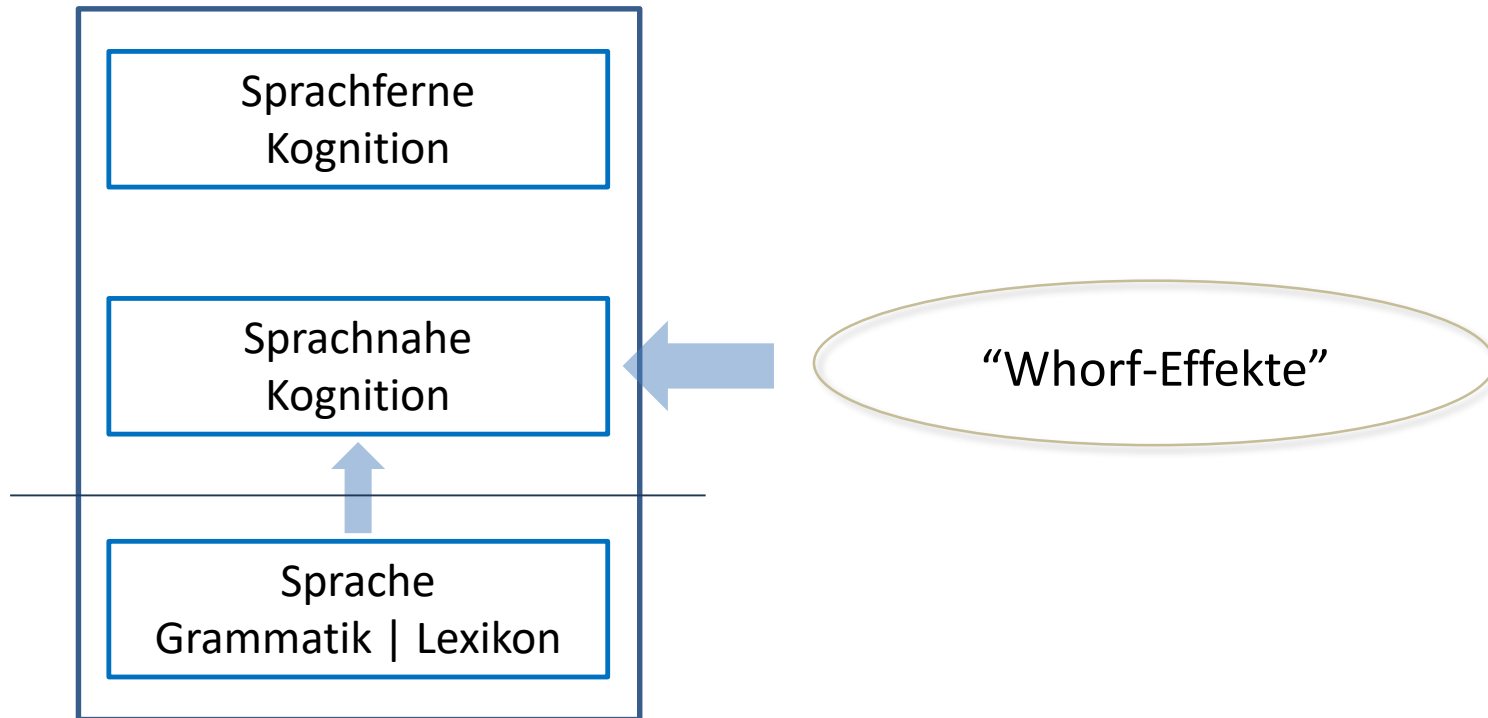 Sprachferne
Kognition
Sprachnahe
Kognition
“Whorf-Effekte”
Sprache
Grammatik | Lexikon